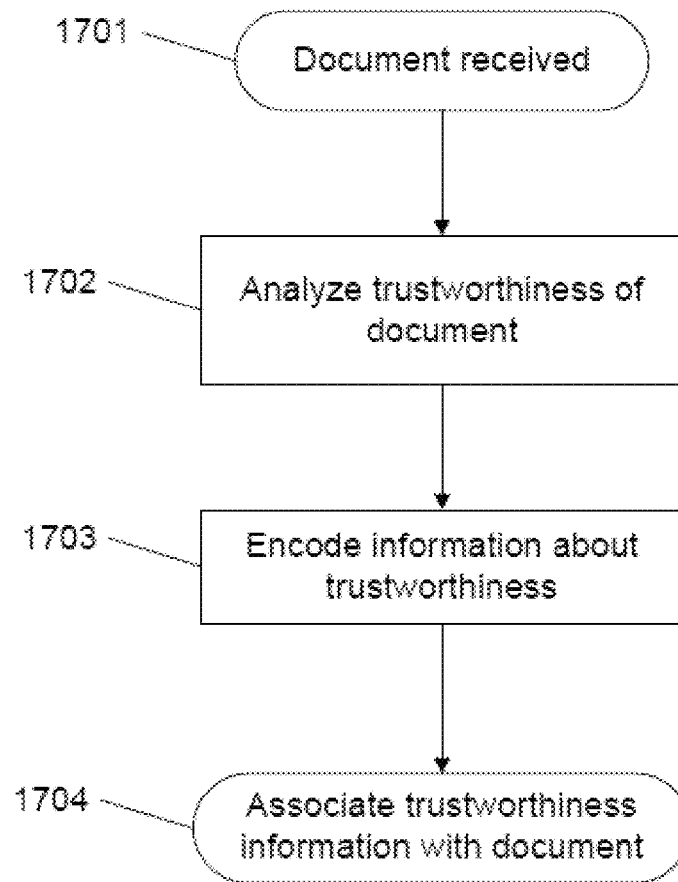 1701
Document received
1702
Analyze trustworthiness of
document
1703
Encode information about
trustworthiness
1704
Associate trustworthiness
information with document